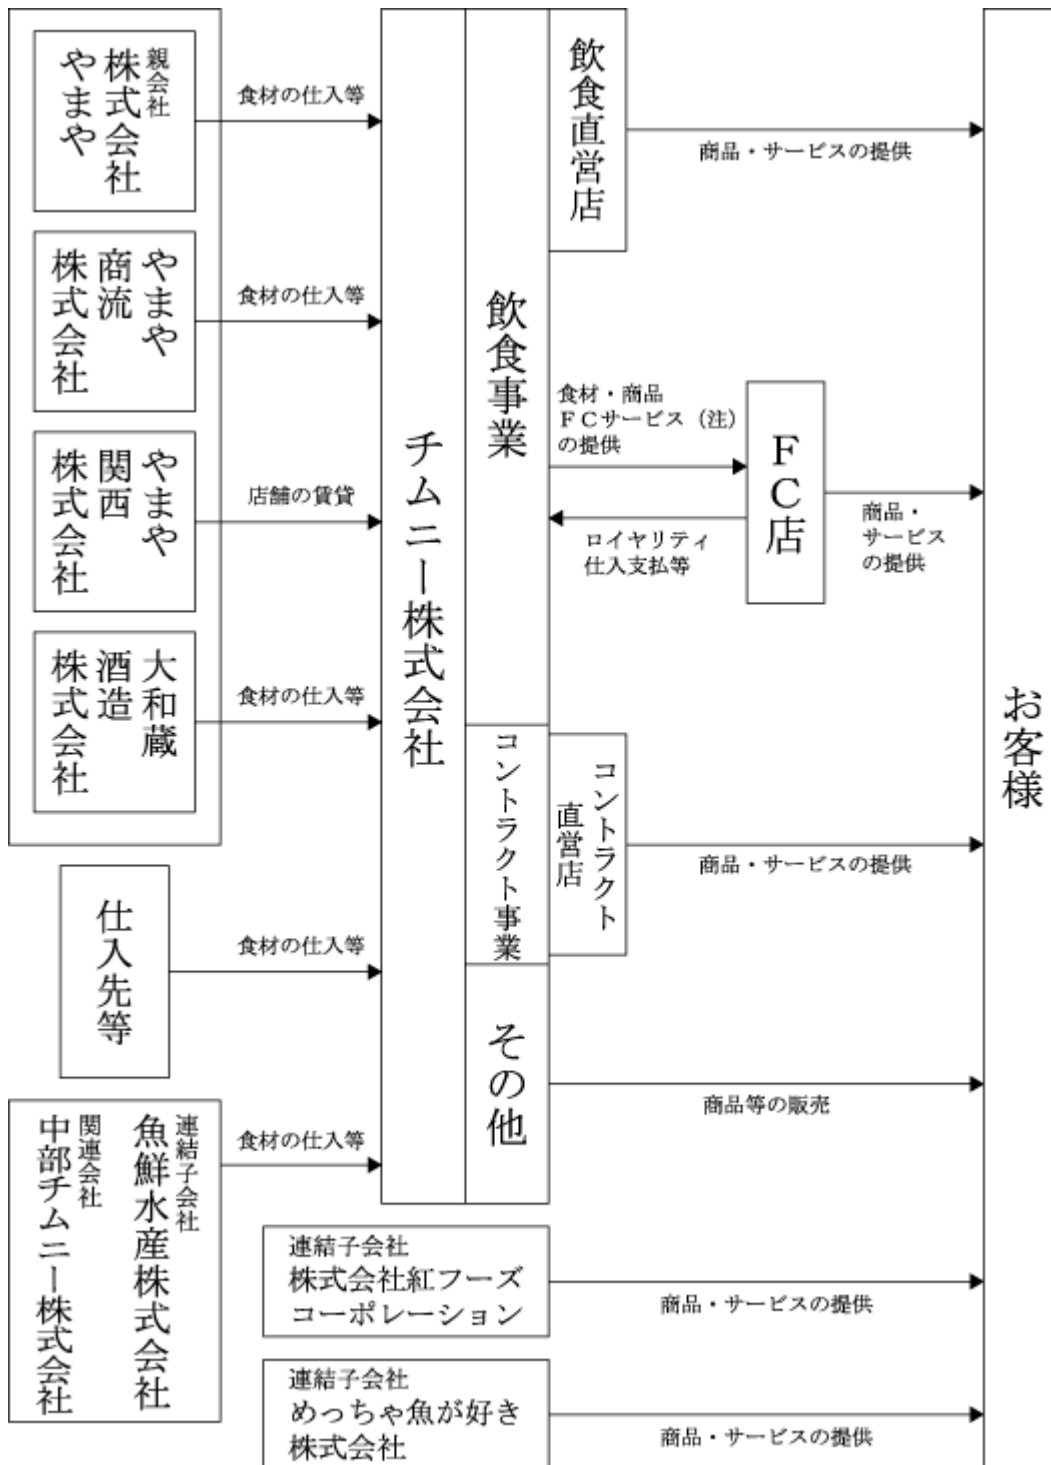 親会社
株式会社
やまや
食材の仕入等
やまや
商流
株式会社
食材の仕入等
やまや
関西
株式会社
店舗の賃貸
大和蔵
酒造
株式会社
食材の仕入等
仕入先等
食材の仕入等
連結子会社
魚鮮水産株式会社
関連会社
中部チムニー株式会社
食材の仕入等
チムニー株式会社
飲食事業
飲食直営店
商品・サービスの提供
食材・商品
FCサービス(注)
の提供
ロイヤリティ
仕入支払等
FC店
商品・
サービス
の提供
コントラクト事業
コントラクト
直営店
商品・サービスの提供
その他
商品等の販売
連結子会社
株式会社紅フーズ
コーポレーション
商品・サービスの提供
連結子会社
めっちゃ魚が好き
株式会社
商品・サービスの提供
お客様